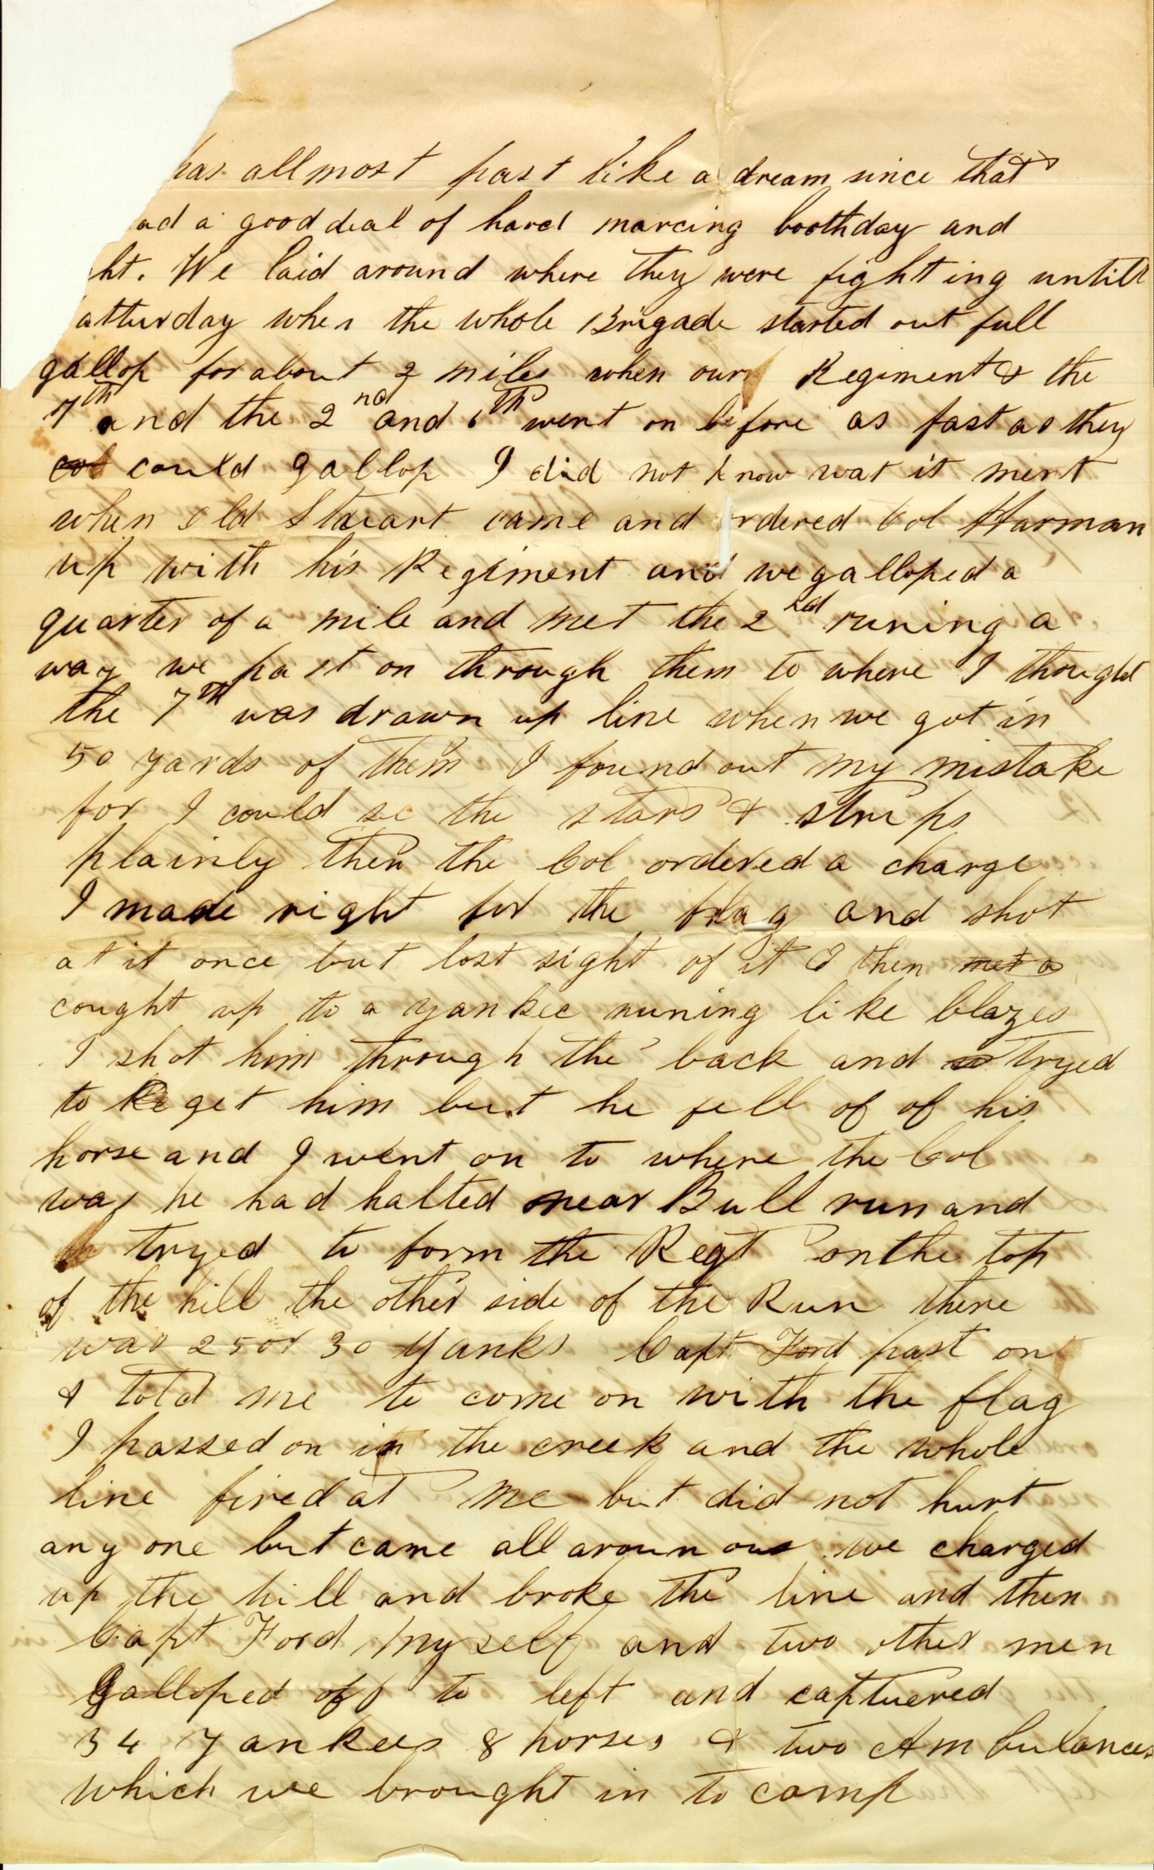 has allmost past like a dream since that
ad a good deal of hard marcing boothday and
ht. We laid around where they were fighting untill
atturday when the whole Brigade started out full
gallop for about 2 miles when our Regiment & the
7th and the 2nd and 6th went on before as fast as they
could gallop I did not know wat it ment
when old Stuart came and ordered Col Harman
up with his Regiment and we galloped a
quarter of a mile and met the 2nd runing a
way we past on through them to where I thought
the 7th was drawn up line when we got in
50 yards of them I found out my mistake
for I could se the stars & strips
plainly then the Col ordered a charge
I made right for the flag and shot
at it once but lost sight of it I then met a
cought up to a yankee runing like blazes
I shot him through the back and tryed
to get him but he fell of of his
horse and I went on to where the Col
was he had halted near Bull run and
tryed to form the Regt on the top
of the hill the other side of the Run there
was 25 or 30 Yanks Capt Ford past on
& told me to come on with the flag
I passed on in the creek and the whole
line fired at me but did not hurt
any one but came all aroun ous we charged
up the hill and broke the line and then
Capt Ford myself and two other men
galloped off to left and captuered
34 Yankees 8 horses & two Ambulances
which we brought in to camp